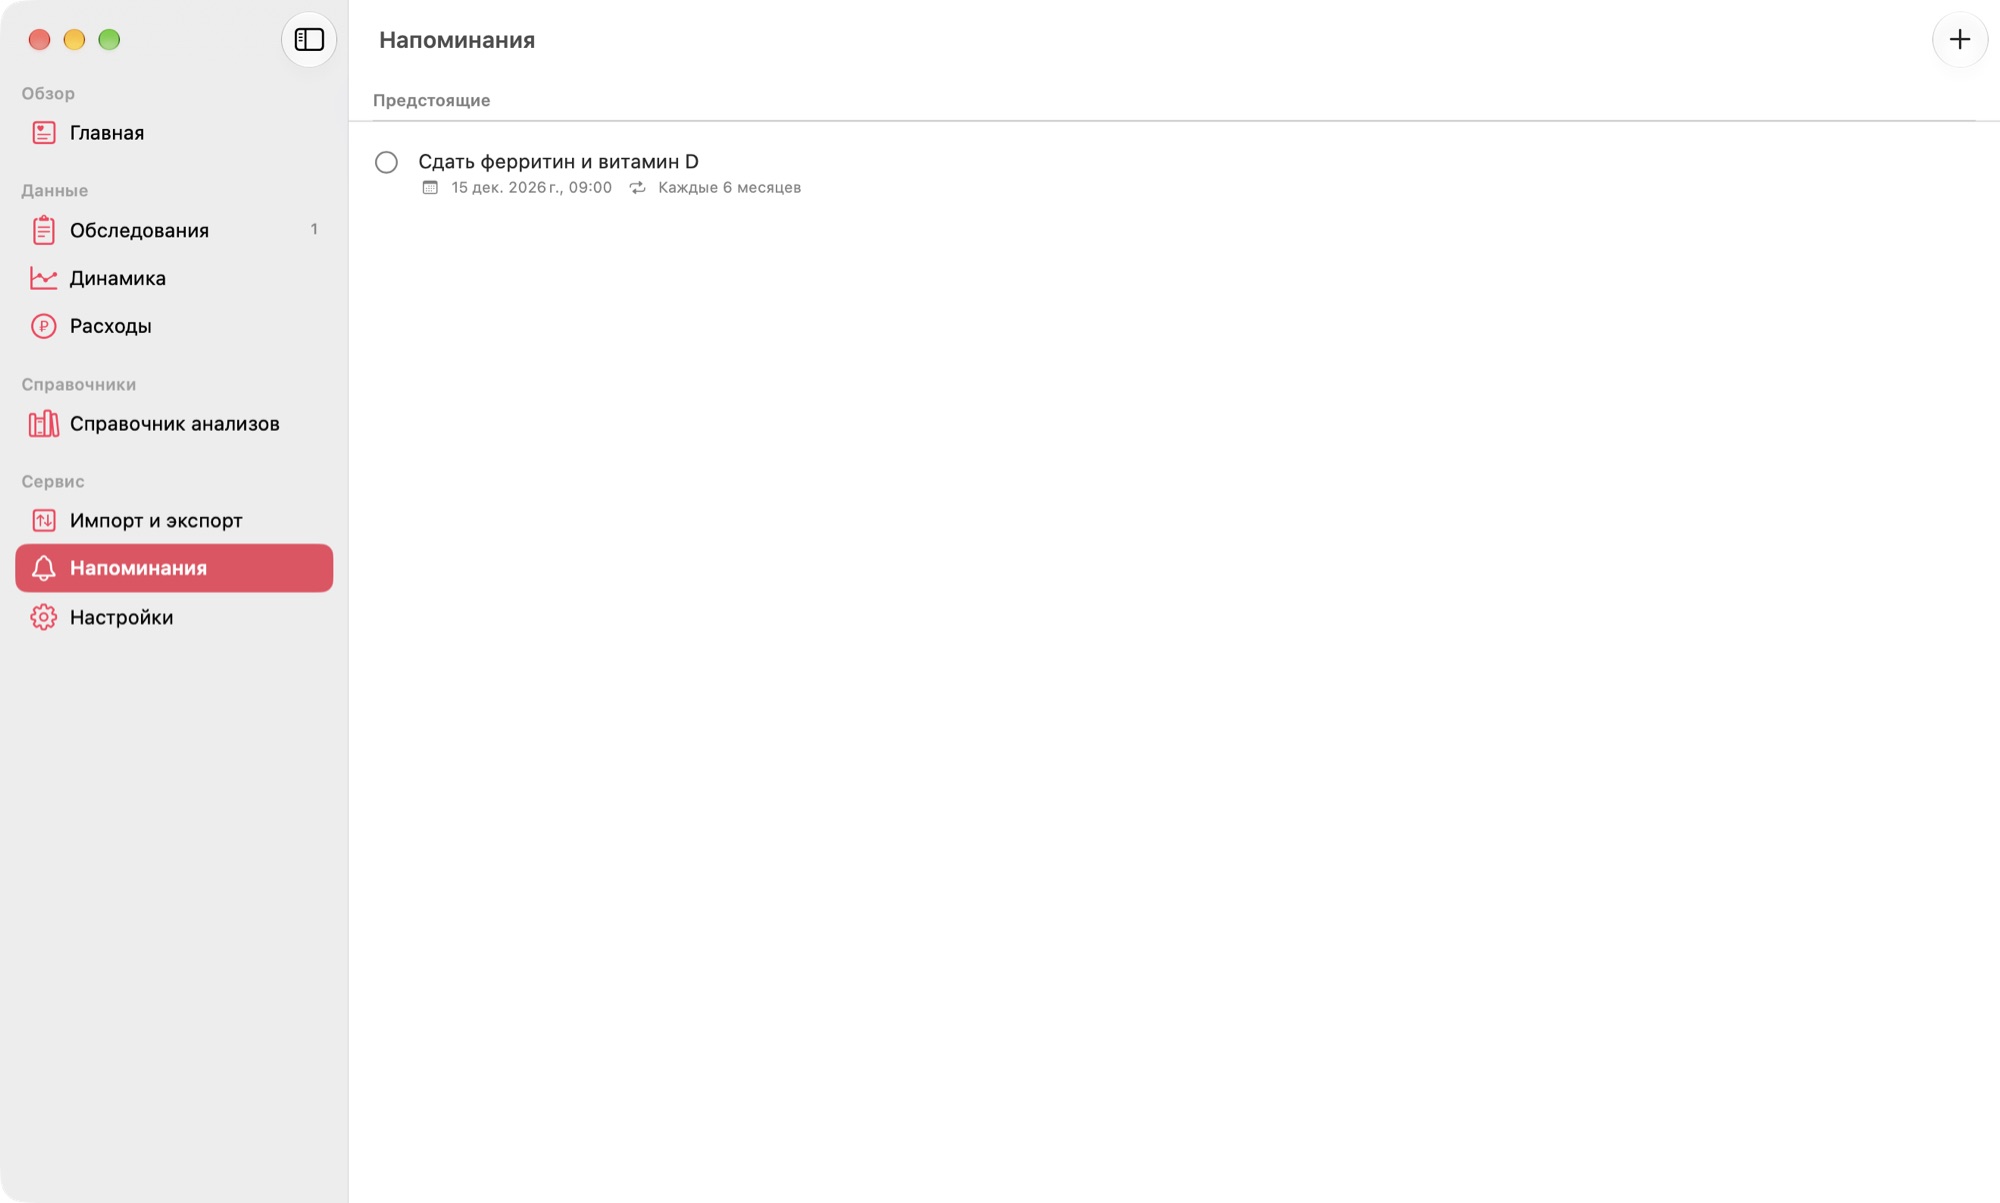 Напоминания
Обзор
Главная
Данные
Обследования 1
Динамика
Расходы
Справочники
Справочник анализов
Сервис
Импорт и экспорт
Напоминания
Настройки
Предстоящие
Сдать ферритин и витамин D
15 дек. 2026 г., 09:00 Каждые 6 месяцев